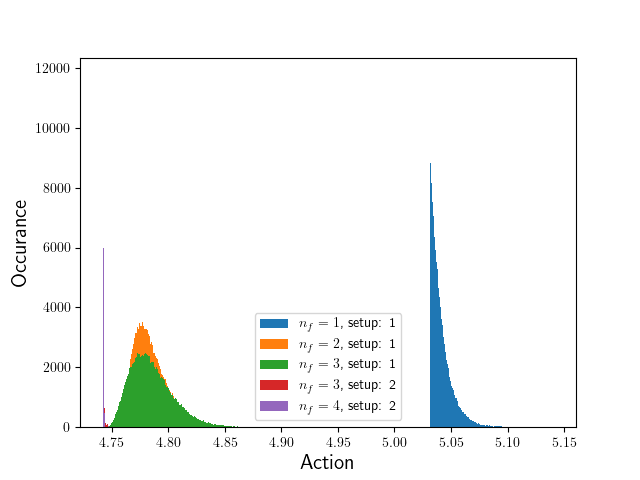 12000
10000
8000
6000
4000
2000
0
Occurance
n_f = 1, setup: 1
n_f = 2, setup: 1
n_f = 3, setup: 1
n_f = 3, setup: 2
n_f = 4, setup: 2
4.75 4.80 4.85 4.90 4.95 5.00 5.05 5.10 5.15
Action